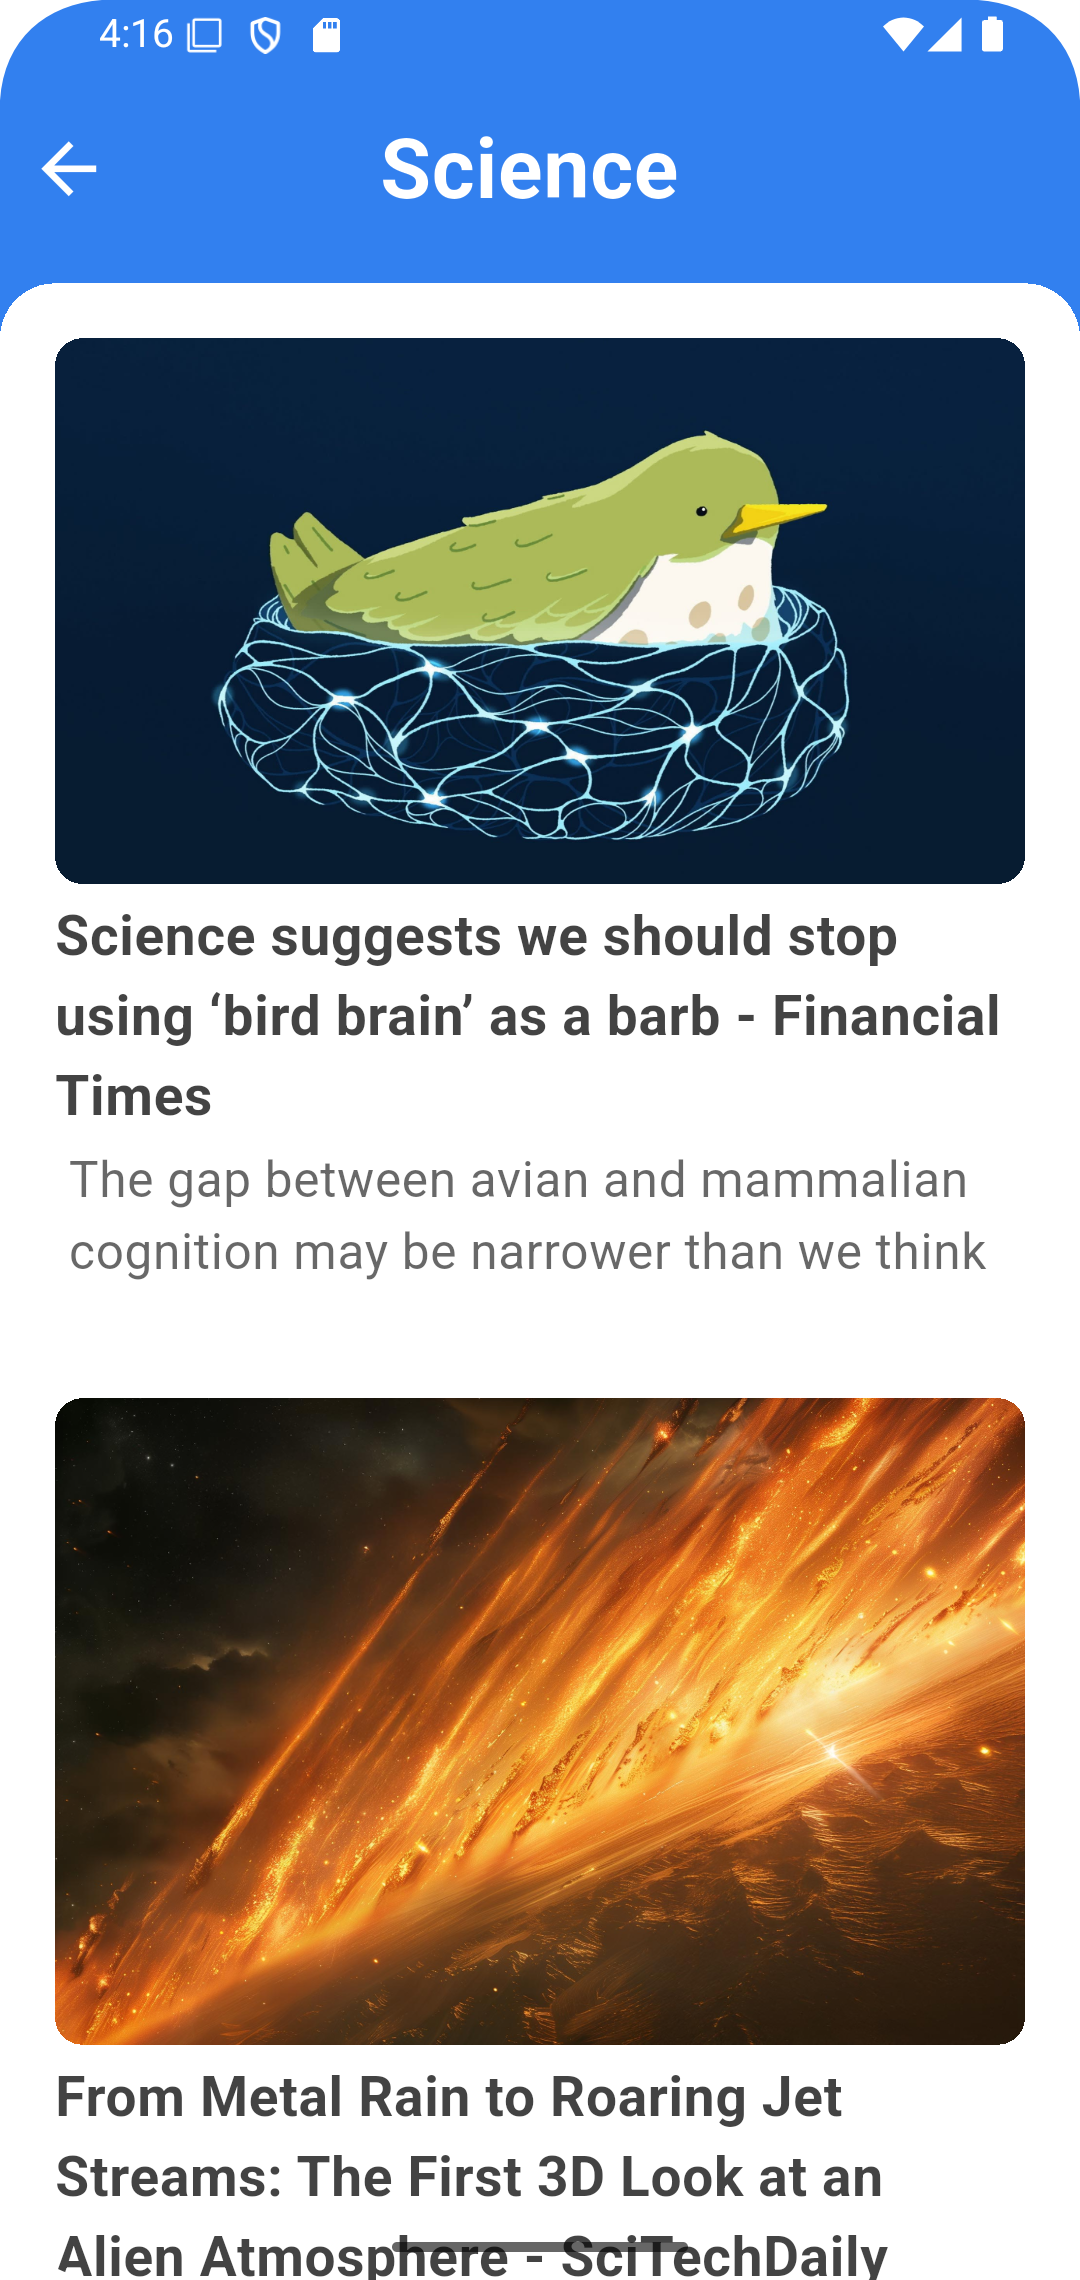 4:16
Science
Science suggests we should stop
using ‘bird brain’ as a barb - Financial
Times
The gap between avian and mammalian
cognition may be narrower than we think
From Metal Rain to Roaring Jet
Streams: The First 3D Look at an
Alien Atmosphere - SciTechDaily